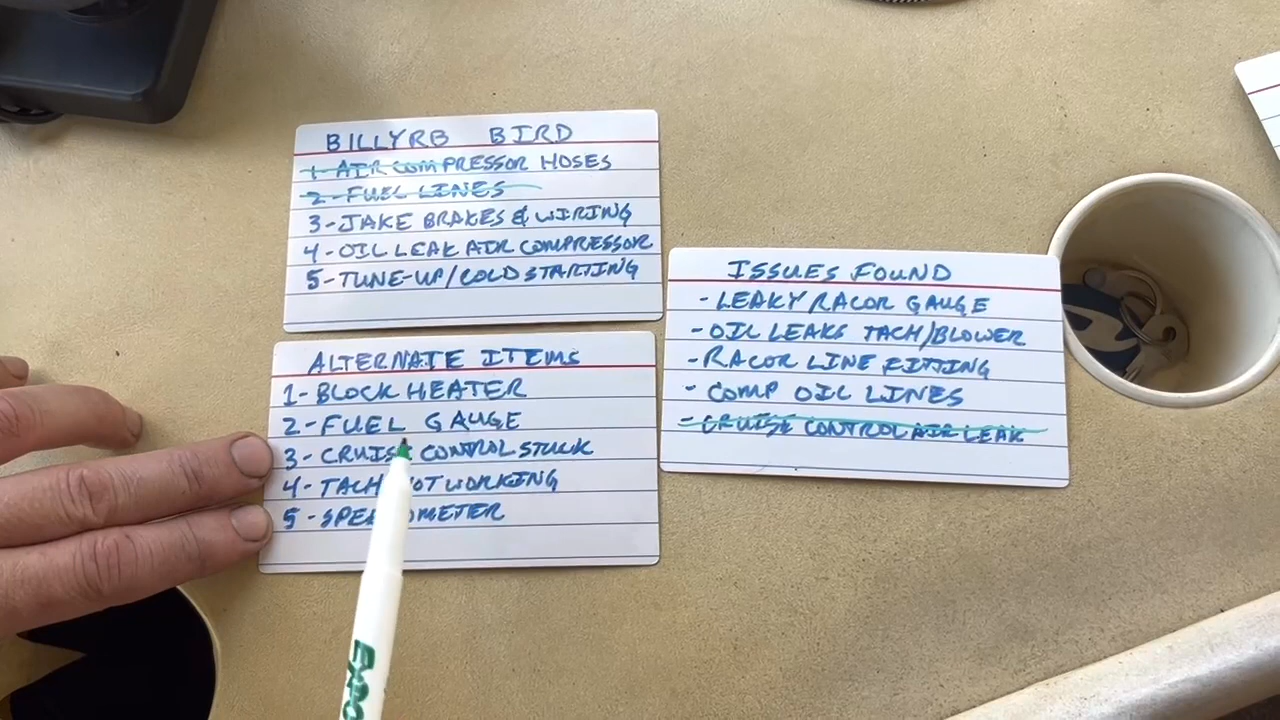 BILLYRB BIRD
1-AIR COMPRESSOR HOSES
2-FUEL LINES
3-JAKE BRAKES & WIRING
4-OIL LEAK AIR COMPRESSOR
5-TUNE-UP/COLD STARTING
ALTERNATE ITEMS
1-BLOCK HEATER
2-FUEL GAUGE
3-CRUISE CONTROL STUCK
4-TACH NOT WORKING
5-SPEEDOMETER
ISSUES FOUND
-LEAKY RACOR GAUGE
-OIL LEAKS TACH/BLOWER
-RACOR LINE FITTING
-COMP OIL LINES
-CRUISE CONTROL AIR LEAK
EXPO